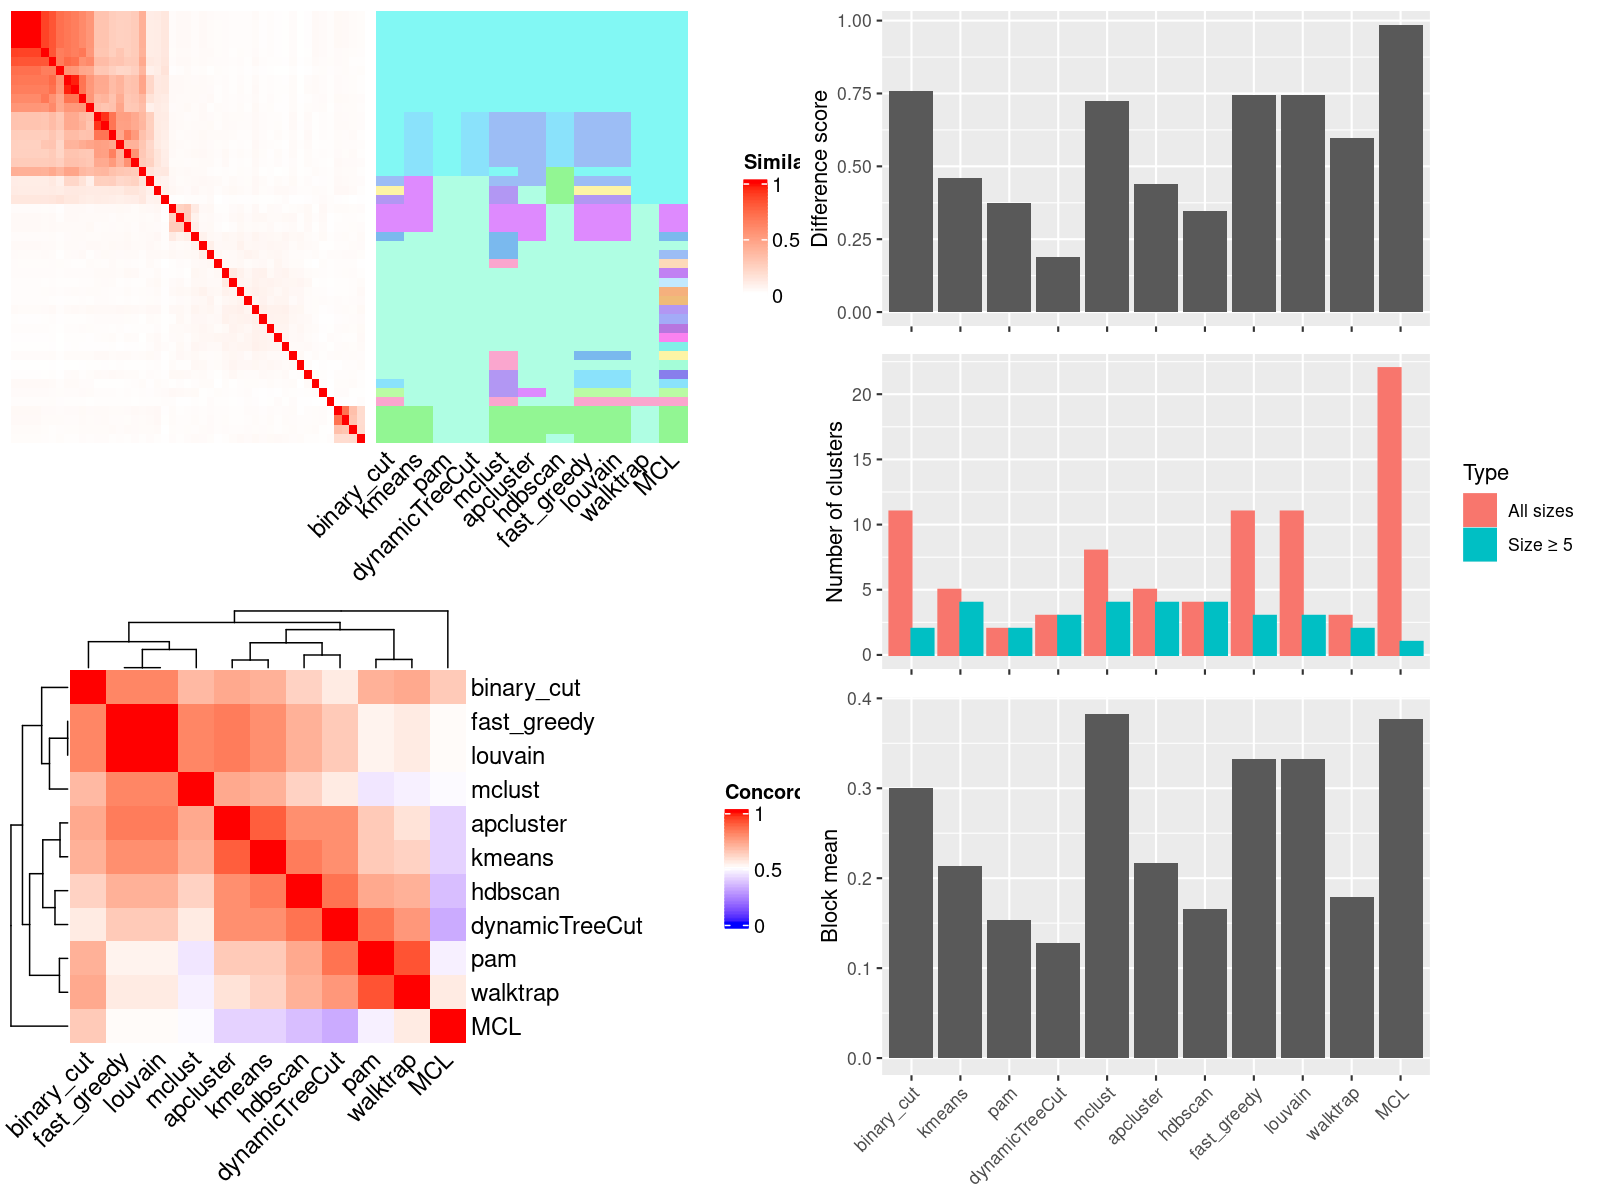 Simila
1
0.5
0
binary_cut
kmeans
pam
dynamicTreeCut
mclust
apcluster
hdbscan
fast_greedy
louvain
walktrap
MCL
binary_cut
fast_greedy
louvain
mclust
apcluster
kmeans
hdbscan
dynamicTreeCut
pam
walktrap
MCL
Concord
1
0.5
0
binary_cut
fast_greedy
louvain
mclust
apcluster
kmeans
hdbscan
dynamicTreeCut
pam
walktrap
MCL
Difference score
1.00
0.75
0.50
0.25
0.00
Number of clusters
20
15
10
5
0
Type
All sizes
Size ≥ 5
Block mean
0.4
0.3
0.2
0.1
0.0
binary_cut
kmeans
pam
dynamicTreeCut
mclust
apcluster
hdbscan
fast_greedy
louvain
walktrap
MCL